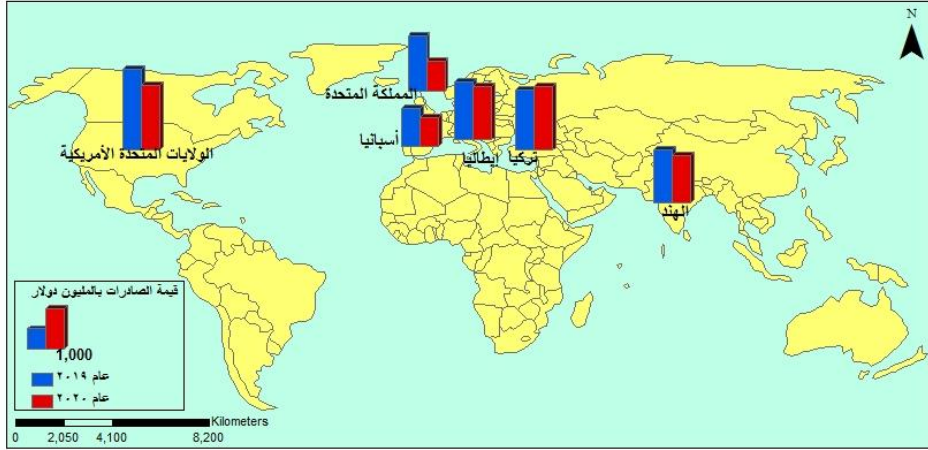 N
المملكة المتحدة
أسبانيا
الولايات المتحدة الأمريكية
إيطاليا
تركيا
الهند
قيمة الصادرات بالمليون دولار
1,000
عام ٢٠١٩
عام ٢٠٢٠
Kilometers
0 2,050 4,100 8,200